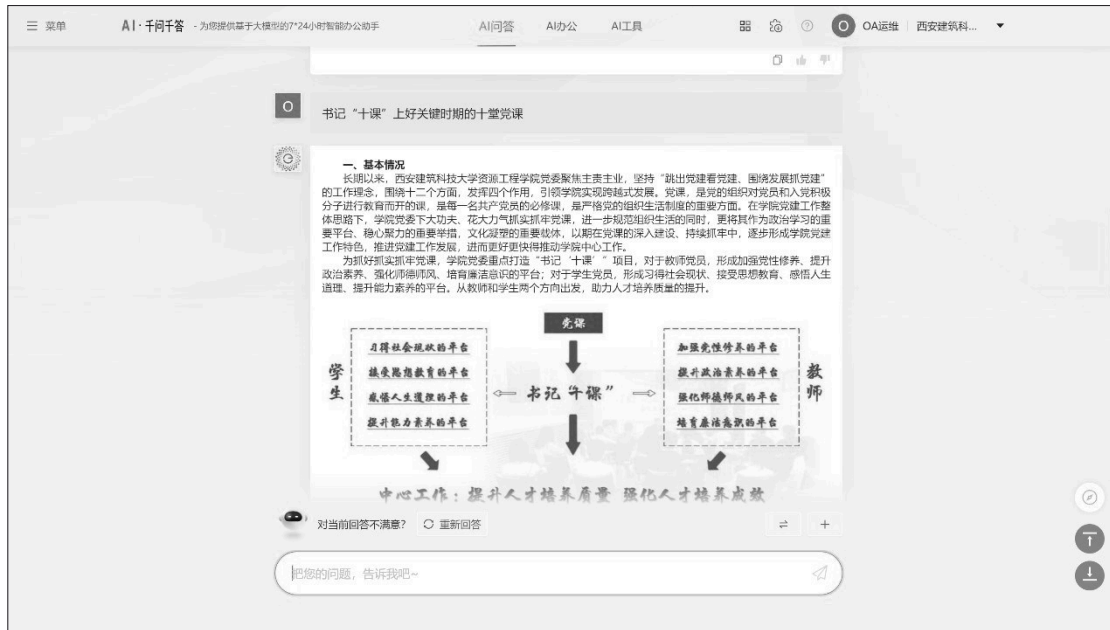 菜单
AI·千问千答 - 为您提供基于大模型的7*24小时智能办公助手
AI问答 AI办公 AI工具
O OA运维 西安建筑科...
O
书记“十课”上好关键时期的十堂党课
一、基本情况
长期以来，西安建筑科技大学资源工程学院党委聚焦主责主业，坚持“跳出党建看党建、围绕发展抓党建”
的工作理念，围绕十二个方面，发挥四个作用，引领学院实现跨越式发展。党课，是党的组织对党员和入党积极
分子进行教育而开的课，是每一名共产党员的必修课，是严格党的组织生活制度的重要方面。在学院党建工作整
体思路下，学院党委下大功夫、花大力气抓实抓牢党课，进一步规范组织生活的同时，更将其作为政治学习的重
要平台、稳心聚力的重要举措，文化凝塑的重要载体，以期在党课的深入建设、持续抓牢中，逐步形成学院党建
工作特色，推进党建工作发展，进而更好更快得推动学院中心工作。
为抓好抓实抓牢党课，学院党委重点打造“书记‘十课’”项目，对于教师党员，形成加强党性修养、提升
政治素养、强化师德师风、培育廉洁意识的平台；对于学生党员，形成习得社会现状、接受思想教育、感悟人生
道理、提升能力素养的平台。从教师和学生两个方向出发，助力人才培养质量的提升。
党课
学生
习得社会现状的平台
接受思想教育的平台
感悟人生道理的平台
提升能力素养的平台
书记“十课”
加强党性修养的平台
提升政治素养的平台
强化师德师风的平台
培育廉洁意识的平台
教师
中心工作：提升人才培养质量 强化人才培养成效
对当前回答不满意？ 重新回答
把您的问题，告诉我吧~